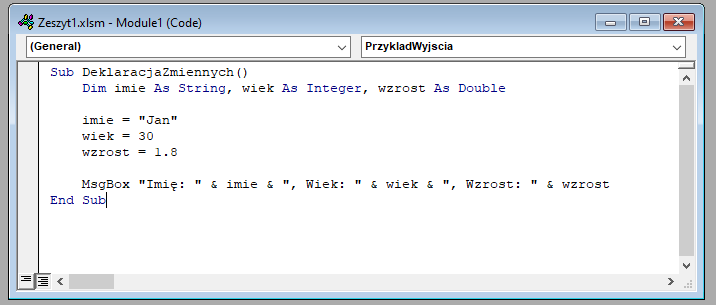 Zeszyt1.xlsm - Module1 (Code)
(General) PrzykladWyjscia
Sub DeklaracjaZmiennych()
    Dim imie As String, wiek As Integer, wzrost As Double
    imie = "Jan"
    wiek = 30
    wzrost = 1.8
    MsgBox "Imię: " & imie & ", Wiek: " & wiek & ", Wzrost: " & wzrost
End Sub